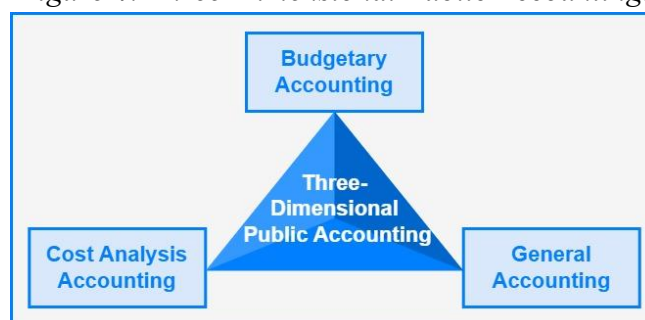 Budgetary
Accounting
Three-
Dimensional
Public Accounting
Cost Analysis
Accounting
General
Accounting